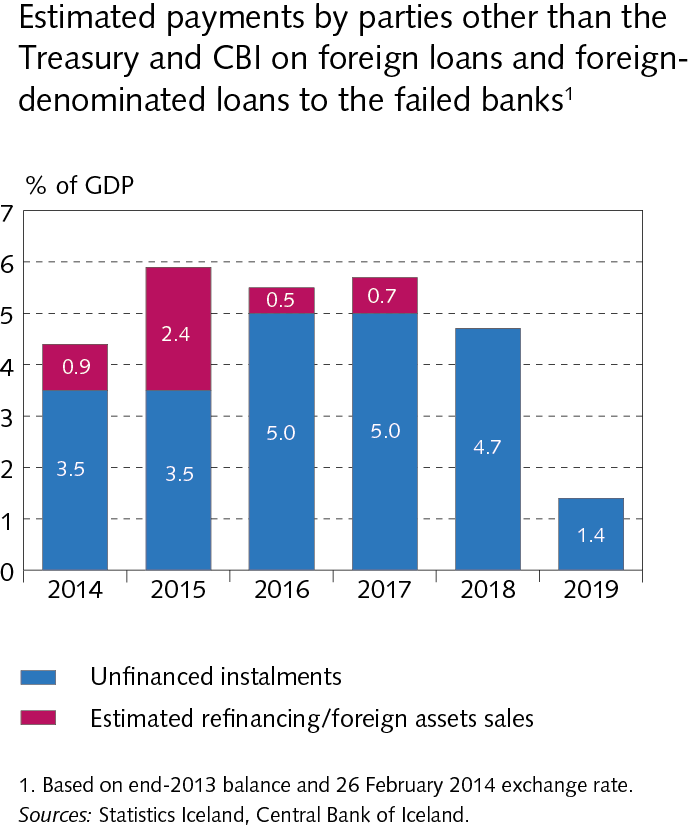 Estimated payments by parties other than the
Treasury and CBI on foreign loans and foreign-
denominated loans to the failed banks¹
% of GDP
7
6
5
4
3
2
1
0
0.9
3.5
2.4
3.5
0.5
5.0
0.7
5.0
4.7
1.4
2014 2015 2016 2017 2018 2019
Unfinanced instalments
Estimated refinancing/foreign assets sales
1. Based on end-2013 balance and 26 February 2014 exchange rate.
Sources: Statistics Iceland, Central Bank of Iceland.